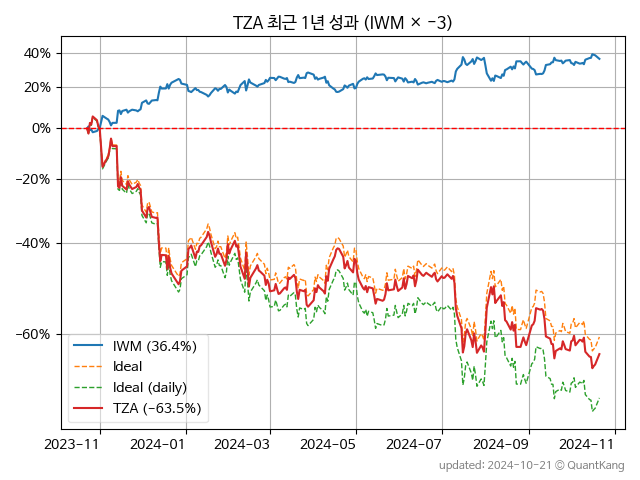 TZA 최근 1년 성과 (IWM × −3)
40%
20%
0%
−20%
−40%
−60%
IWM (36.4%)
Ideal
Ideal (daily)
TZA (−63.5%)
2023-11 2024-01 2024-03 2024-05 2024-07 2024-09 2024-11
updated: 2024-10-21 © QuantKang